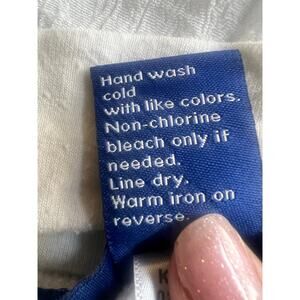 Hand wash
cold
with like colors.
Non-chlorine
bleach only if
needed.
Line dry.
Warm iron on
reverse.